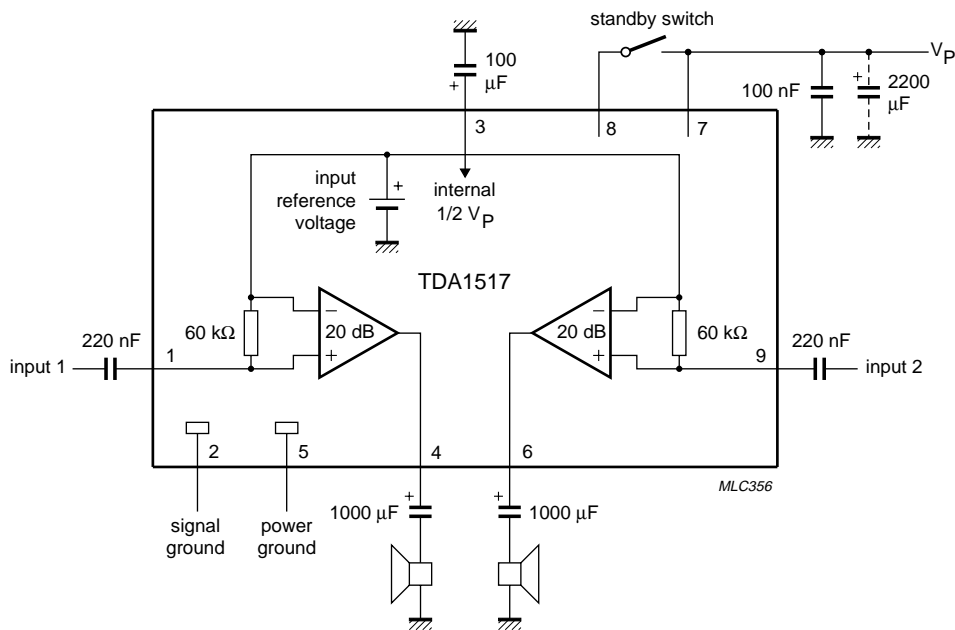 standby switch
100
µF
+
3
8
7
100 nF
+
2200
µF
VP
input
reference
voltage
+
internal
1/2 VP
TDA1517
60 kΩ
−
+
20 dB
−
+
20 dB
60 kΩ
input 1
220 nF
1
9
220 nF
input 2
2
5
4
6
MLC356
signal
ground
power
ground
+
1000 µF
+
1000 µF